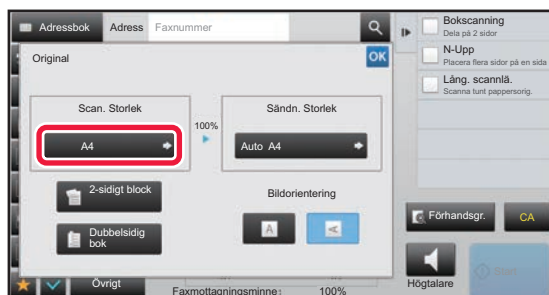 Adressbok
Adress
Faxnummer
Original
OK
Scan. Storlek
A4
100%
Sändn. Storlek
Auto A4
2-sidigt block
Dubbelsidig
bok
Bildorientering
A
A
Bokscanning
Dela på 2 sidor
N-Upp
Placera flera sidor på en sida
Lång. scannlä.
Scanna tunt pappersorig.
Förhandsgr.
CA
Högtalare
Start
Övrigt
Faxmottagningsminne:
100%